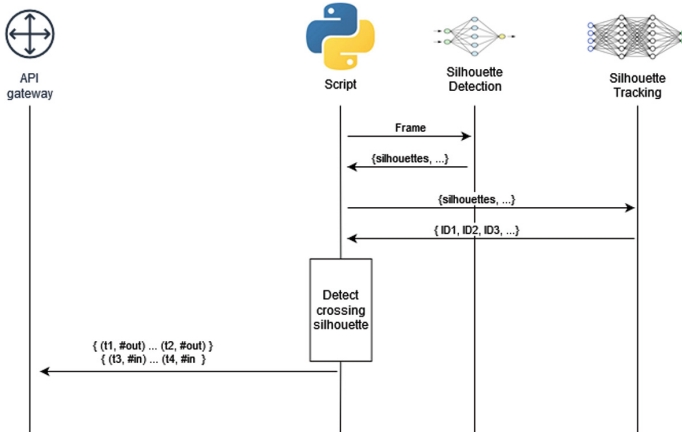 API
gateway
Script
Silhouette
Detection
Silhouette
Tracking
Frame
{silhouettes, ...}
{silhouettes, ...}
{ ID1, ID2, ID3, ...}
Detect
crossing
silhouette
{ (t1, #out) ... (t2, #out) }
{ (t3, #in) ... (t4, #in }